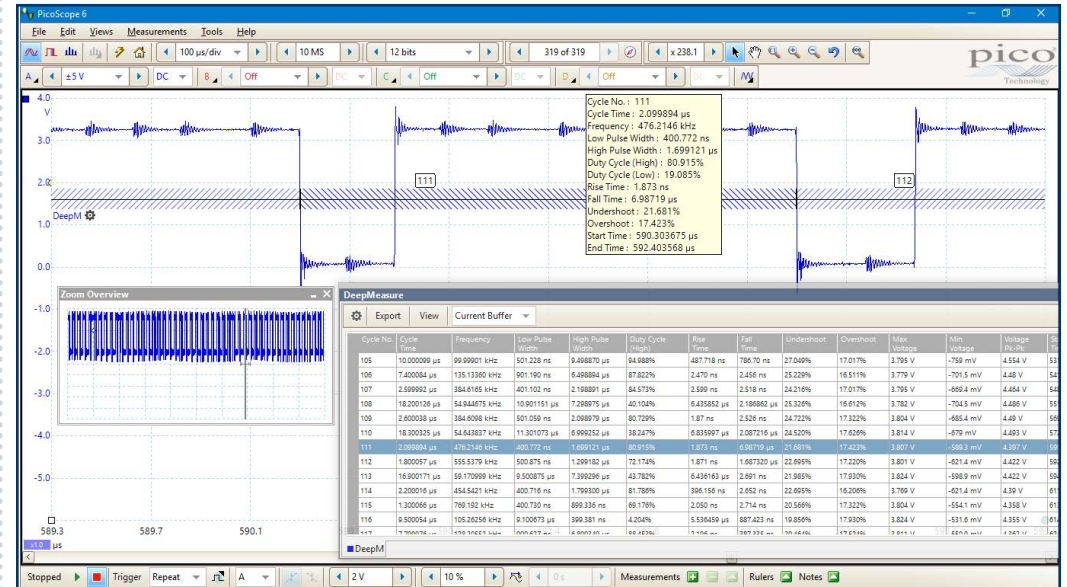 PicoScope 6
File Edit Views Measurements Tools Help
100 µs/div 10 MS 12 bits 319 of 319 x 238.1
pico
Technology
A ±5 V DC B Off DC C Off DC D Off DC
4.0
V
3.0
2.0
1.0
0.0
-1.0
-2.0
-3.0
-4.0
-5.0
DeepM
111
112
Cycle No. : 111
Cycle Time : 2.099894 µs
Frequency : 476.2146 kHz
Low Pulse Width : 400.772 ns
High Pulse Width : 1.699121 µs
Duty Cycle (High) : 80.915%
Duty Cycle (Low) : 19.085%
Rise Time : 1.873 ns
Fall Time : 6.98719 µs
Undershoot : 21.681%
Overshoot : 17.423%
Start Time : 590.303675 µs
End Time : 592.403568 µs
Zoom Overview
DeepMeasure
Export View Current Buffer
Cycle No. Cycle Time Frequency Low Pulse Width High Pulse Width Duty Cycle (High) Rise Time Fall Time Undershoot Overshoot Max Voltage Min Voltage Voltage Pk-Pk
105 10.000099 µs 99.99901 kHz 501.228 ns 9.498870 µs 94.988% 487.718 ns 786.70 ns 27.049% 17.017% 3.795 V -759 mV 4.554 V
106 7.400084 µs 135.13360 kHz 901.190 ns 6.498894 µs 87.822% 2.470 ns 2.456 ns 25.229% 16.511% 3.779 V -701.5 mV 4.48 V
107 2.599992 µs 384.6165 kHz 401.102 ns 2.198891 µs 84.573% 2.599 ns 2.518 ns 24.216% 17.017% 3.795 V -669.4 mV 4.464 V
108 18.200126 µs 54.944675 kHz 10.901151 µs 7.298975 µs 40.104% 6.435852 µs 2.186862 µs 25.326% 16.612% 3.782 V -704.5 mV 4.486 V
109 2.600038 µs 384.6098 kHz 501.059 ns 2.098979 µs 80.729% 1.87 ns 2.526 ns 24.722% 17.322% 3.804 V -685.4 mV 4.49 V
110 18.300325 µs 54.643837 kHz 11.301073 µs 6.999252 µs 38.247% 6.835997 µs 2.087216 µs 24.520% 17.626% 3.814 V -679 mV 4.493 V
111 2.099894 µs 476.2146 kHz 400.772 ns 1.699121 µs 80.915% 1.873 ns 6.98719 µs 21.681% 17.423% 3.807 V -589.3 mV 4.397 V
112 1.800057 µs 555.5379 kHz 500.875 ns 1.299182 µs 72.174% 1.871 ns 1.687320 µs 22.695% 17.220% 3.801 V -621.4 mV 4.422 V
113 16.900171 µs 59.170999 kHz 9.500875 µs 7.399296 µs 43.782% 6.436163 µs 2.691 ns 21.985% 17.930% 3.824 V -598.9 mV 4.422 V
114 2.200016 µs 454.5421 kHz 400.716 ns 1.799300 µs 81.786% 396.156 ns 2.652 ns 22.695% 16.206% 3.769 V -621.4 mV 4.39 V
115 1.300066 µs 769.192 kHz 400.730 ns 899.336 ns 69.176% 2.050 ns 2.714 ns 20.566% 17.322% 3.804 V -554.1 mV 4.358 V
116 9.500054 µs 105.26256 kHz 9.100673 µs 399.381 ns 4.204% 5.536459 µs 887.423 ns 19.856% 17.930% 3.824 V -531.6 mV 4.355 V
DeepM
589.3 589.7 590.1
x1.0 µs
Stopped Trigger Repeat A 2 V 10 % 0 s Measurements Rulers Notes